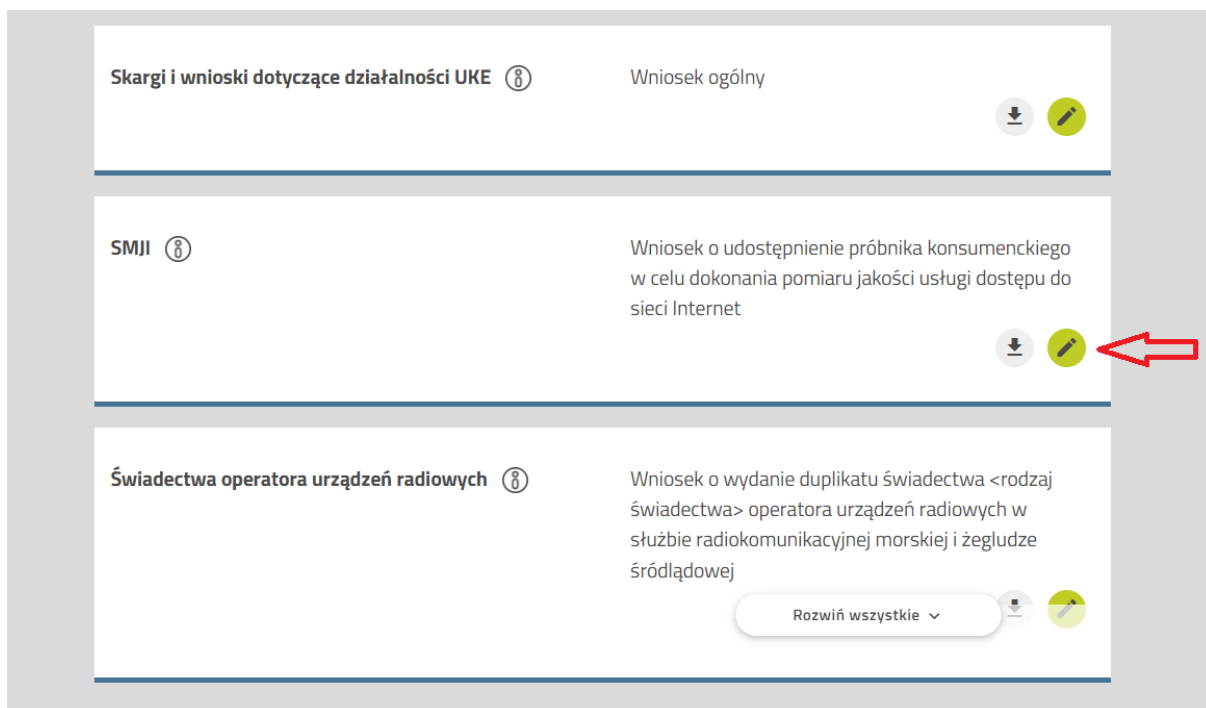 Skargi i wnioski dotyczące działalności UKE
Wniosek ogólny
SMJI
Wniosek o udostępnienie próbnika konsumenckiego
w celu dokonania pomiaru jakości usługi dostępu do
sieci Internet
Świadectwa operatora urządzeń radiowych
Wniosek o wydanie duplikatu świadectwa <rodzaj
świadectwa> operatora urządzeń radiowych w
służbie radiokomunikacyjnej morskiej i żegludze
śródlądowej
Rozwiń wszystkie